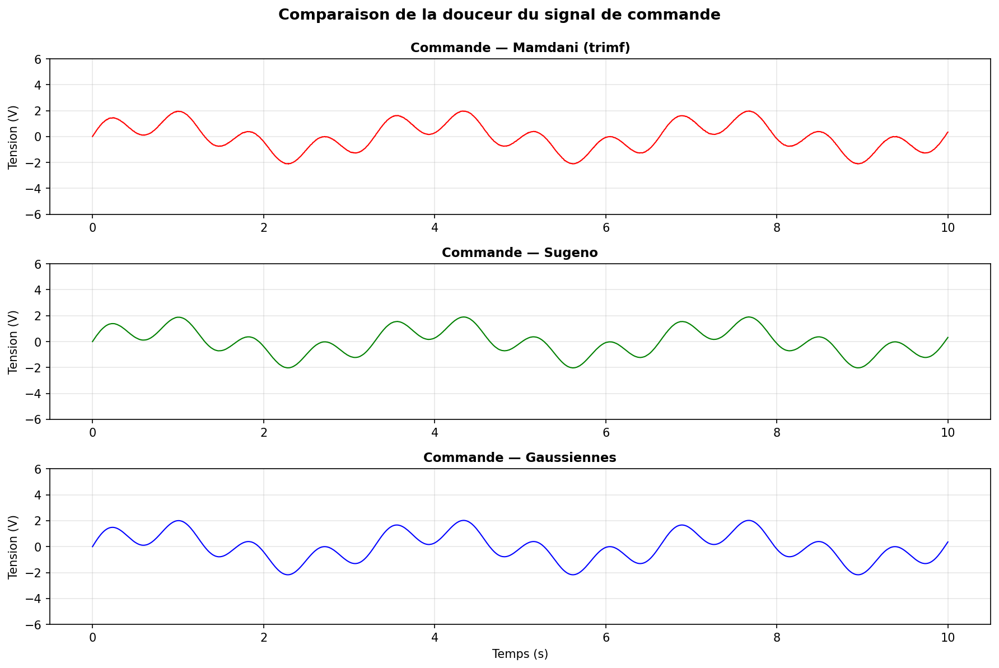 Comparaison de la douceur du signal de commande
Commande — Mamdani (trimf)
6
4
2
0
−2
−4
−6
Tension (V)
0 2 4 6 8 10
Commande — Sugeno
6
4
2
0
−2
−4
−6
Tension (V)
0 2 4 6 8 10
Commande — Gaussiennes
6
4
2
0
−2
−4
−6
Tension (V)
0 2 4 6 8 10
Temps (s)